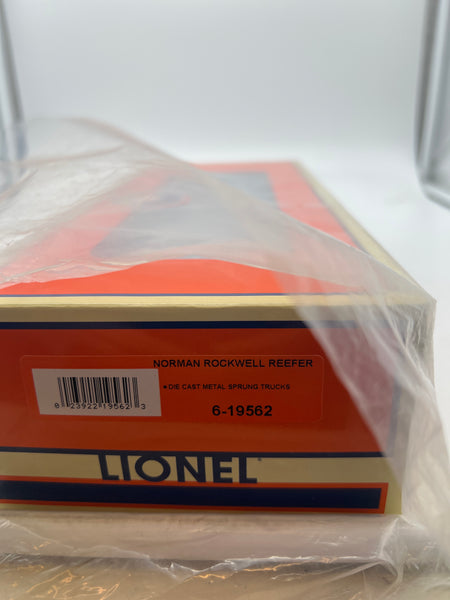 NORMAN ROCKWELL REEFER
• DIE CAST METAL SPRUNG TRUCKS
0 23922 19562 3
6-19562
LIONEL